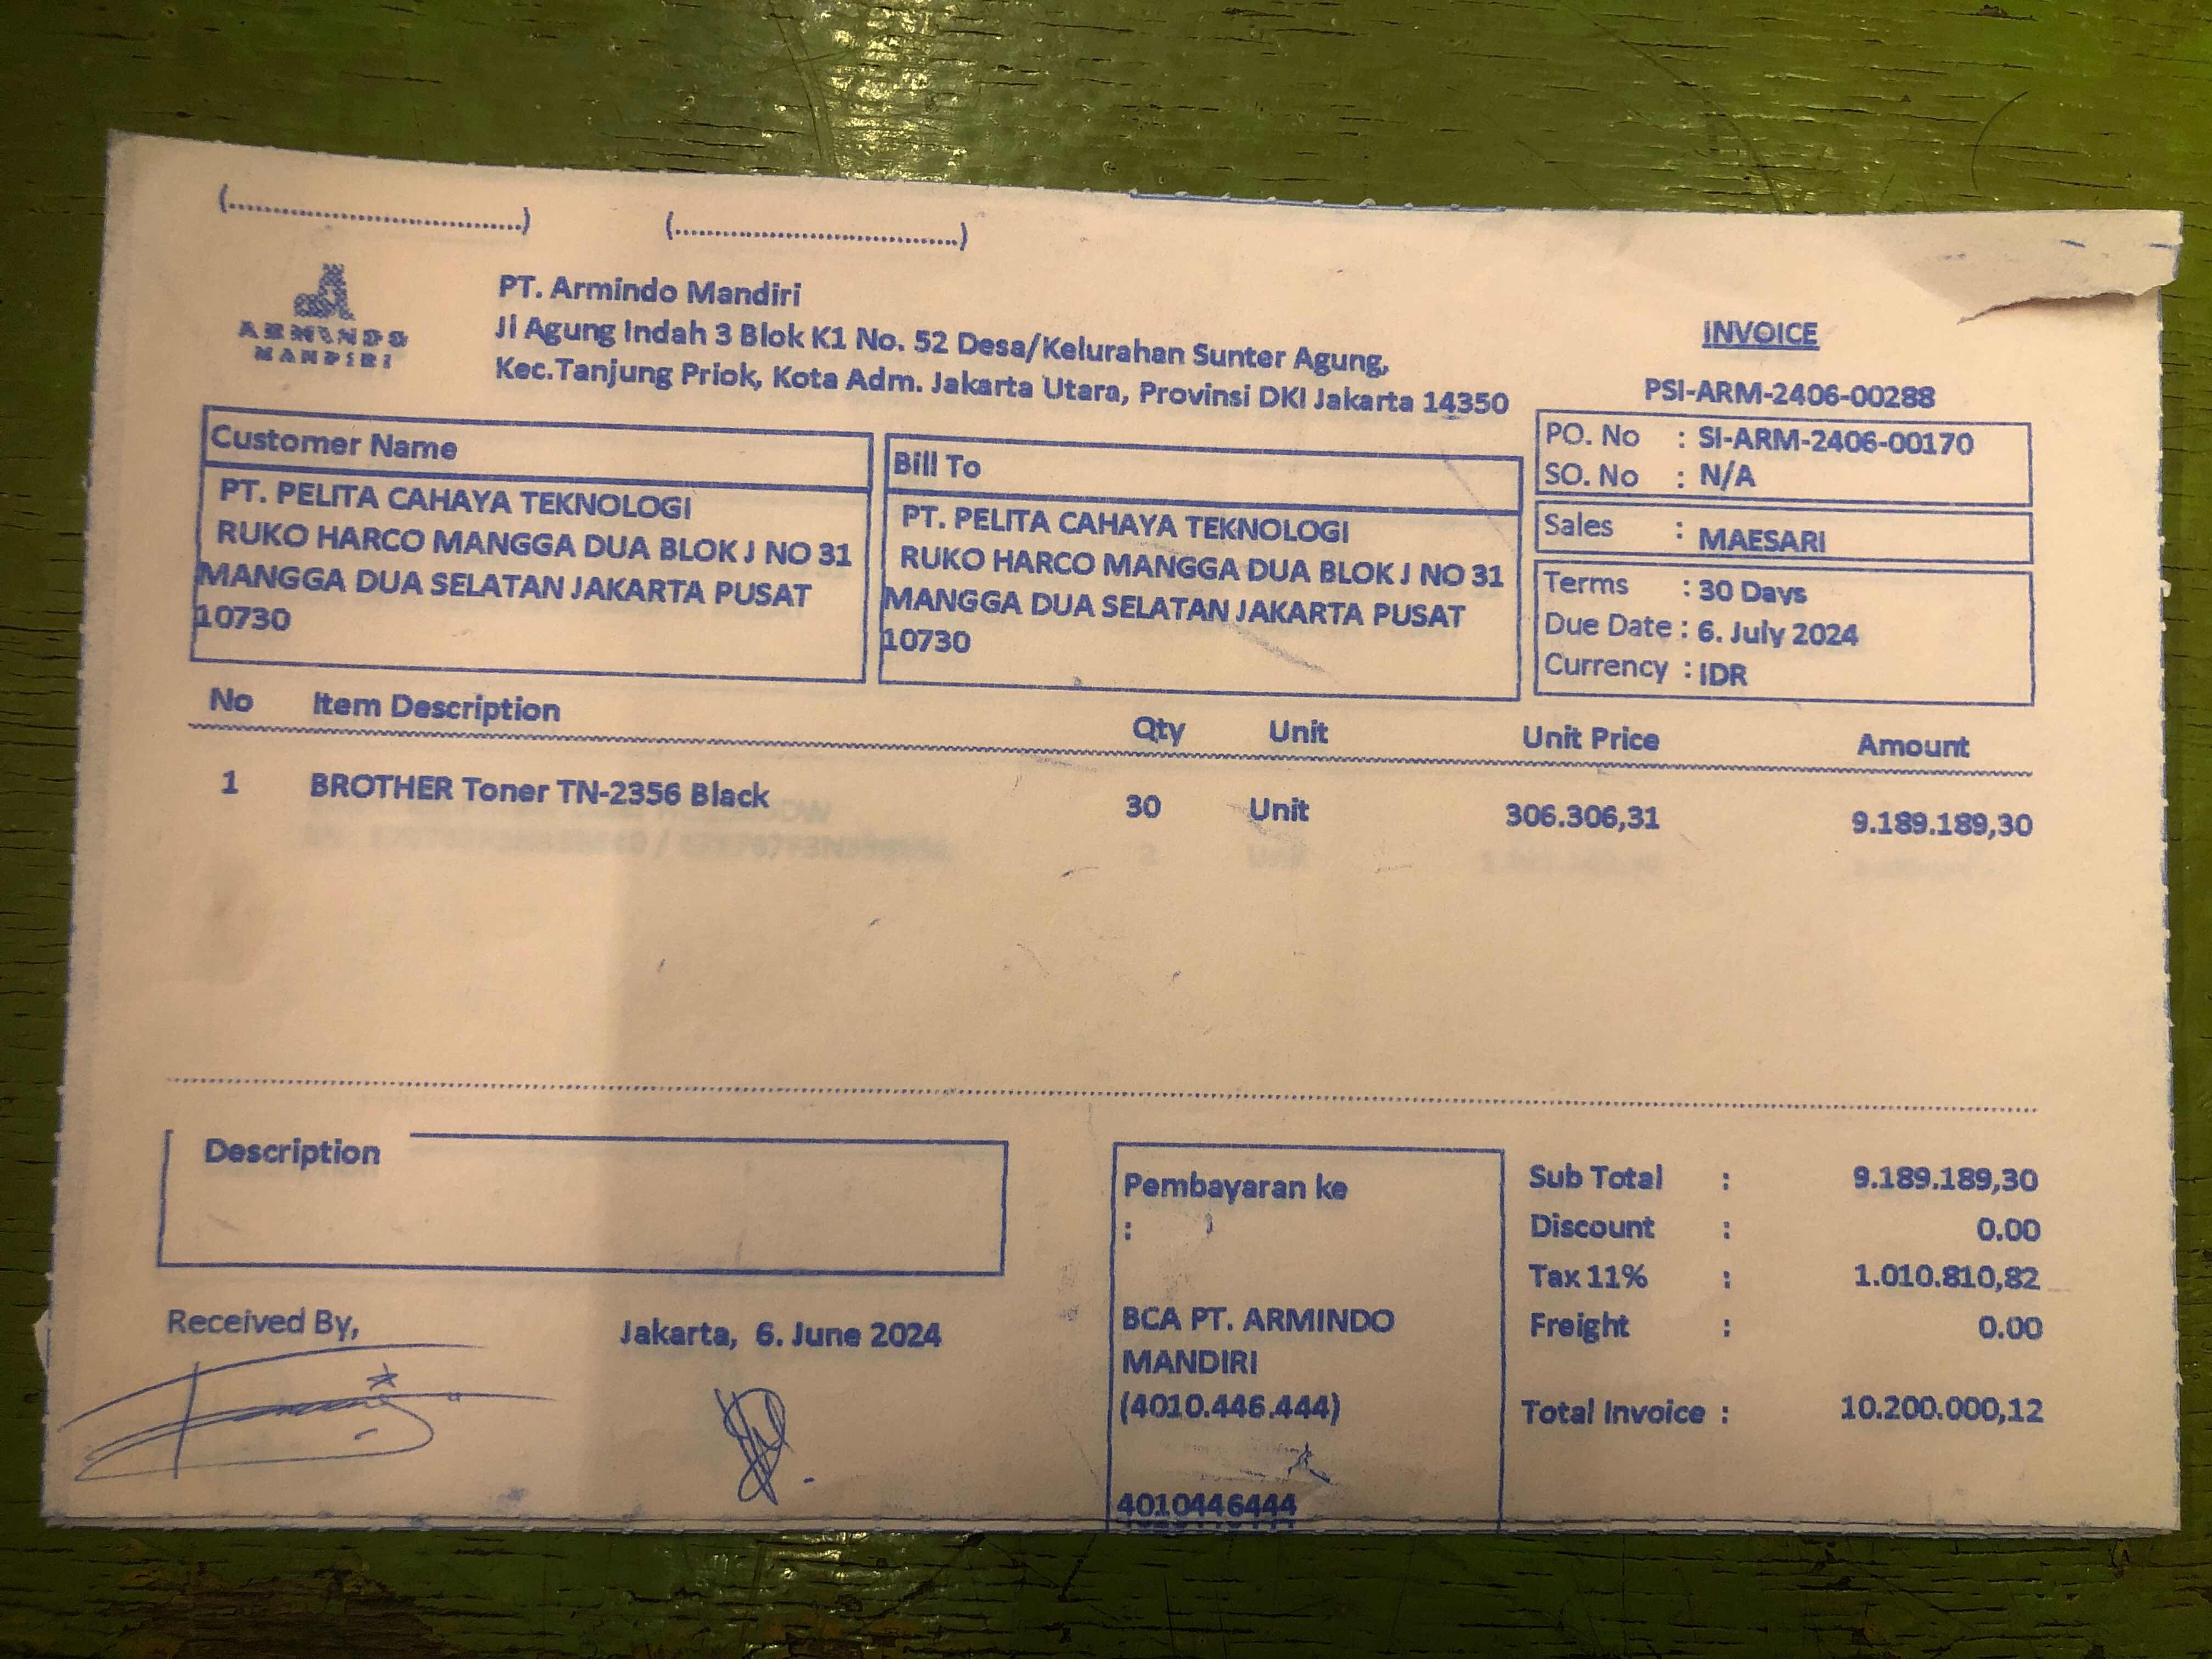 (................................)
(................................)
ARMINDO
MANDIRI
PT. Armindo Mandiri
Jl Agung Indah 3 Blok K1 No. 52 Desa/Kelurahan Sunter Agung,
Kec.Tanjung Priok, Kota Adm. Jakarta Utara, Provinsi DKI Jakarta 14350
INVOICE
PSI-ARM-2406-00288
PO. No : SI-ARM-2406-00170
SO. No : N/A
Sales : MAESARI
Terms : 30 Days
Due Date : 6. July 2024
Currency : IDR
Customer Name
PT. PELITA CAHAYA TEKNOLOGI
RUKO HARCO MANGGA DUA BLOK J NO 31
MANGGA DUA SELATAN JAKARTA PUSAT
10730
Bill To
PT. PELITA CAHAYA TEKNOLOGI
RUKO HARCO MANGGA DUA BLOK J NO 31
MANGGA DUA SELATAN JAKARTA PUSAT
10730
No Item Description Qty Unit Unit Price Amount
1 BROTHER Toner TN-2356 Black 30 Unit 306.306,31 9.189.189,30
Description
Received By,
Jakarta, 6. June 2024
Pembayaran ke
:
BCA PT. ARMINDO
MANDIRI
(4010.446.444)
4010446444
Sub Total : 9.189.189,30
Discount : 0.00
Tax 11% : 1.010.810,82
Freight : 0.00
Total Invoice : 10.200.000,12